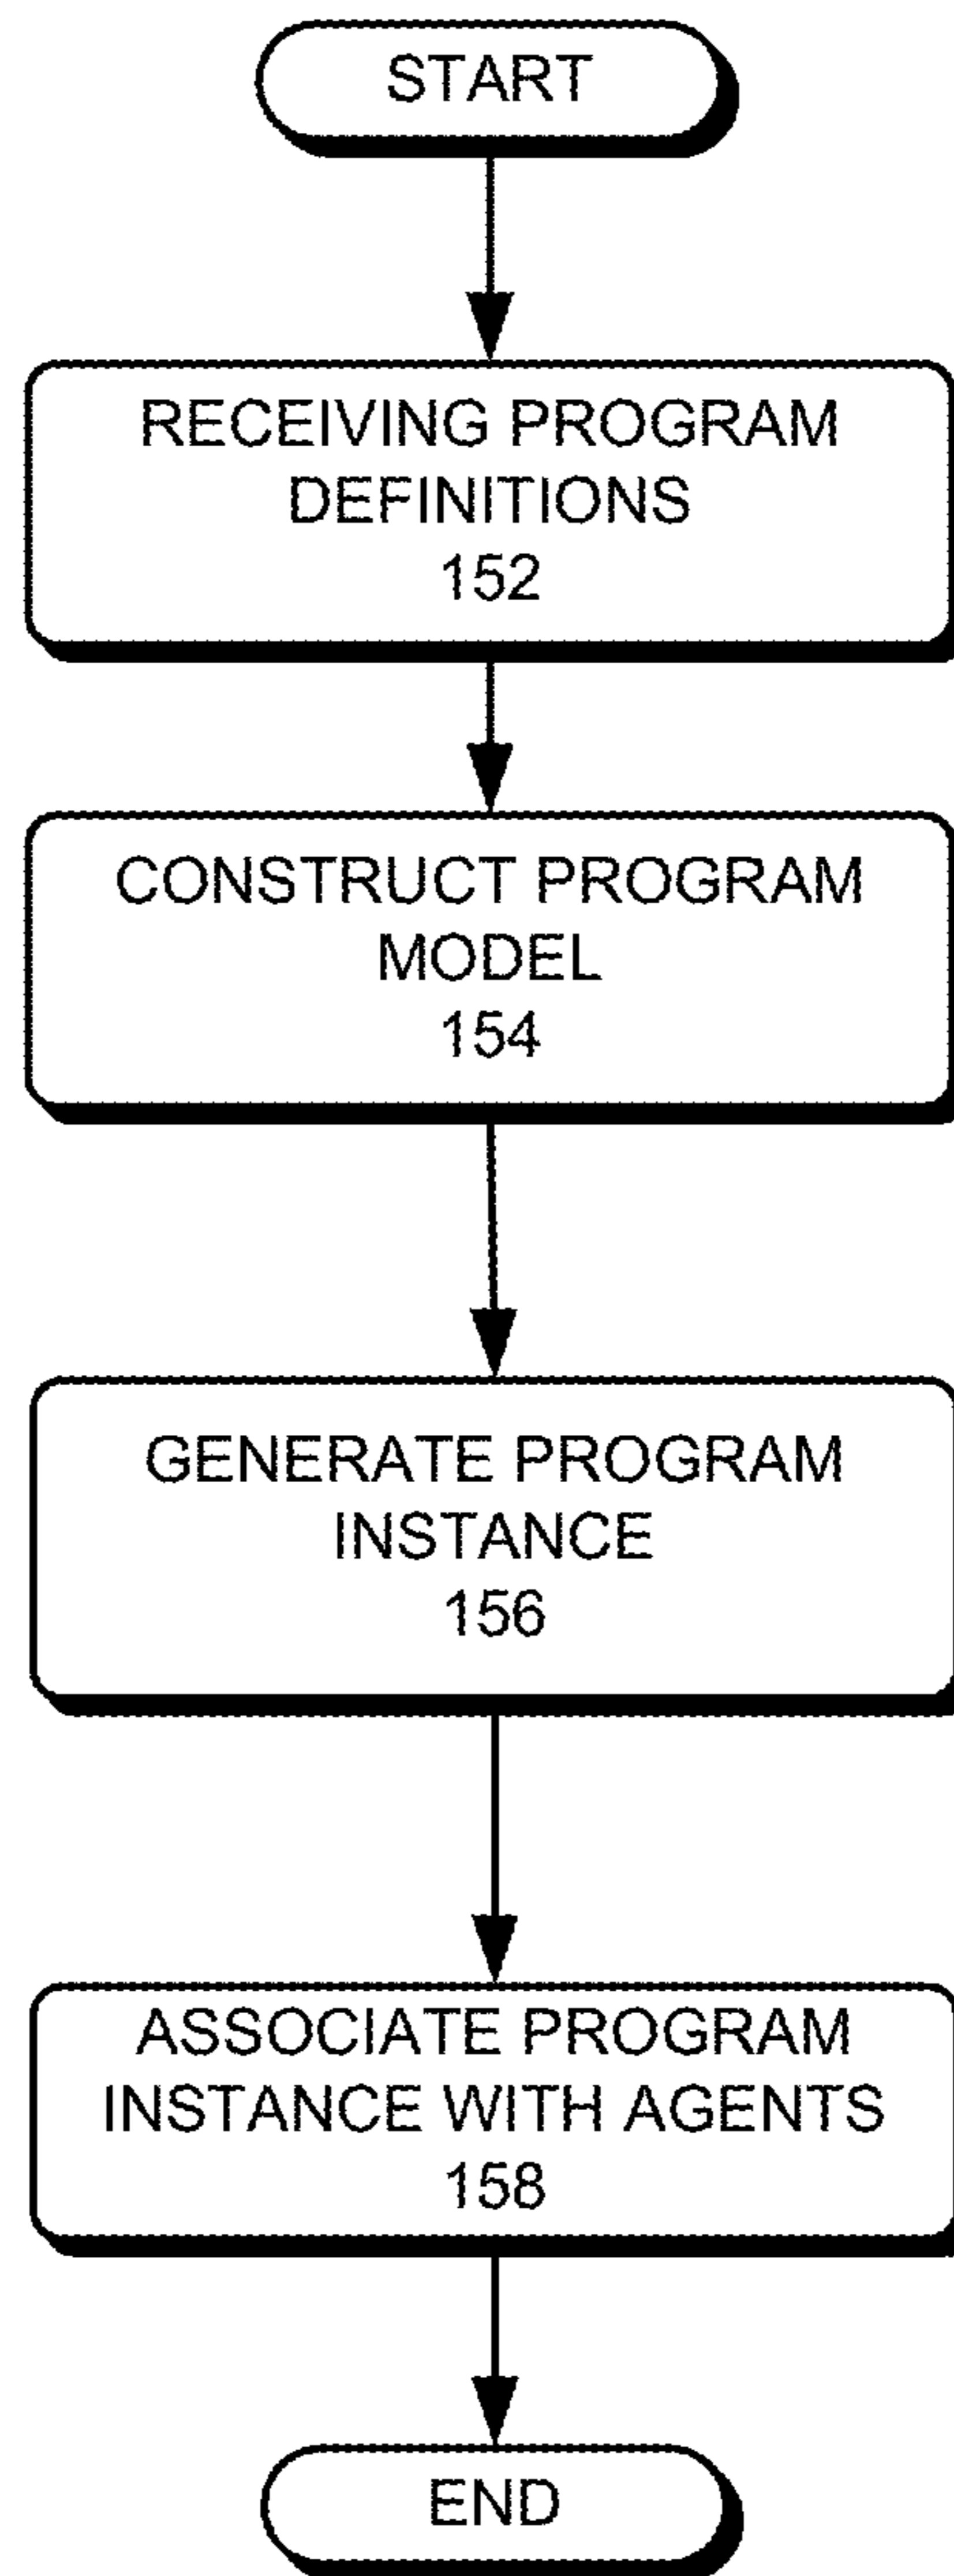 START
RECEIVING PROGRAM
DEFINITIONS
152
CONSTRUCT PROGRAM
MODEL
154
GENERATE PROGRAM
INSTANCE
156
ASSOCIATE PROGRAM
INSTANCE WITH AGENTS
158
END